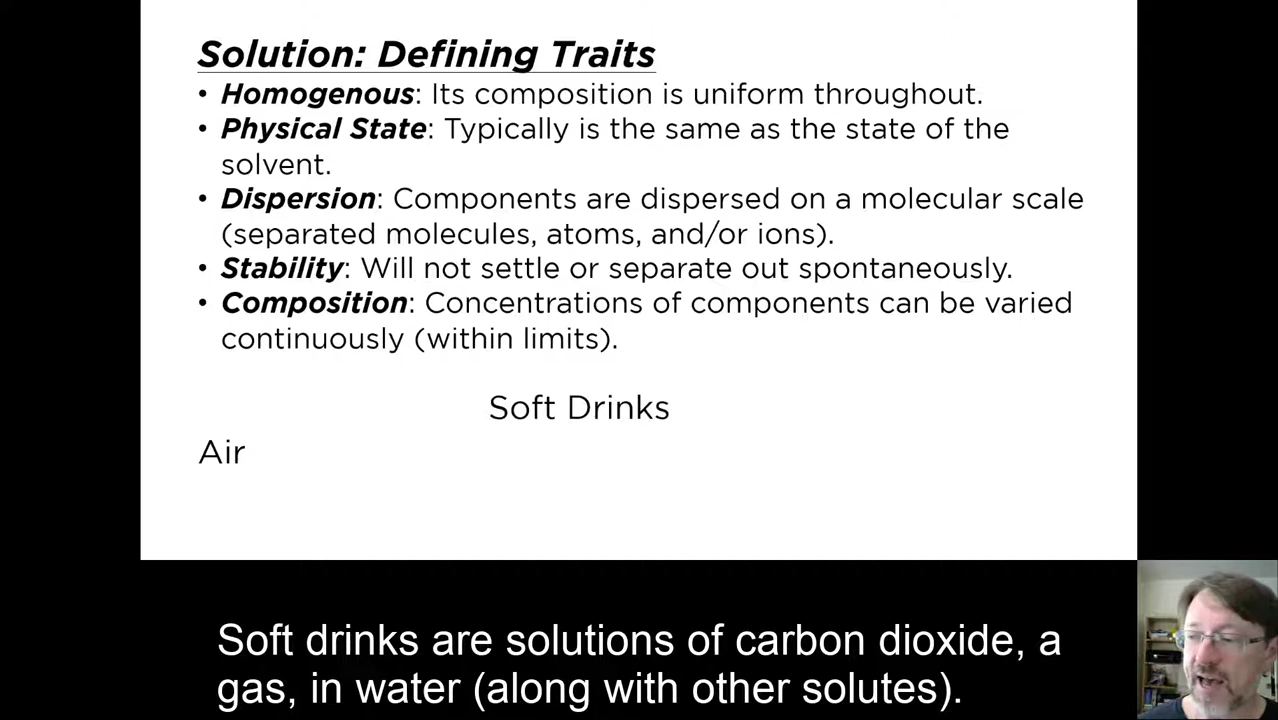 Solution: Defining Traits
• Homogenous: Its composition is uniform throughout.
• Physical State: Typically is the same as the state of the
solvent.
• Dispersion: Components are dispersed on a molecular scale
(separated molecules, atoms, and/or ions).
• Stability: Will not settle or separate out spontaneously.
• Composition: Concentrations of components can be varied
continuously (within limits).
Soft Drinks
Air
Soft drinks are solutions of carbon dioxide, a
gas, in water (along with other solutes).